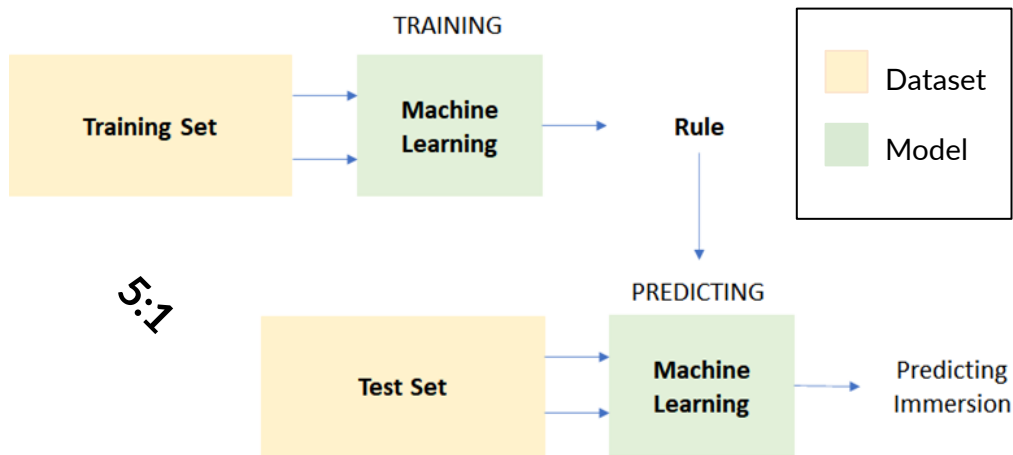 TRAINING
Training Set
Machine
Learning
Rule
Dataset
Model
5:1
PREDICTING
Test Set
Machine
Learning
Predicting
Immersion